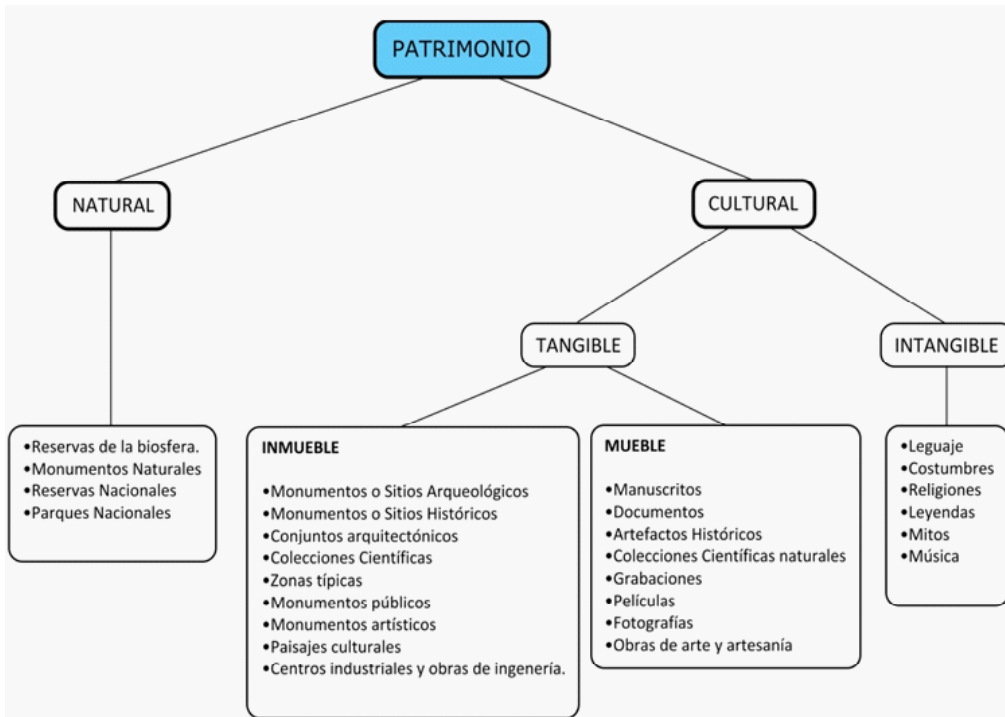 PATRIMONIO
NATURAL
CULTURAL
TANGIBLE
INTANGIBLE
•Reservas de la biosfera.
•Monumentos Naturales
•Reservas Nacionales
•Parques Nacionales
INMUEBLE
•Monumentos o Sitios Arqueológicos
•Monumentos o Sitios Históricos
•Conjuntos arquitectónicos
•Colecciones Científicas
•Zonas típicas
•Monumentos públicos
•Monumentos artísticos
•Paisajes culturales
•Centros industriales y obras de ingenería.
MUEBLE
•Manuscritos
•Documentos
•Artefactos Históricos
•Colecciones Científicas naturales
•Grabaciones
•Películas
•Fotografías
•Obras de arte y artesanía
•Leguaje
•Costumbres
•Religiones
•Leyendas
•Mitos
•Música